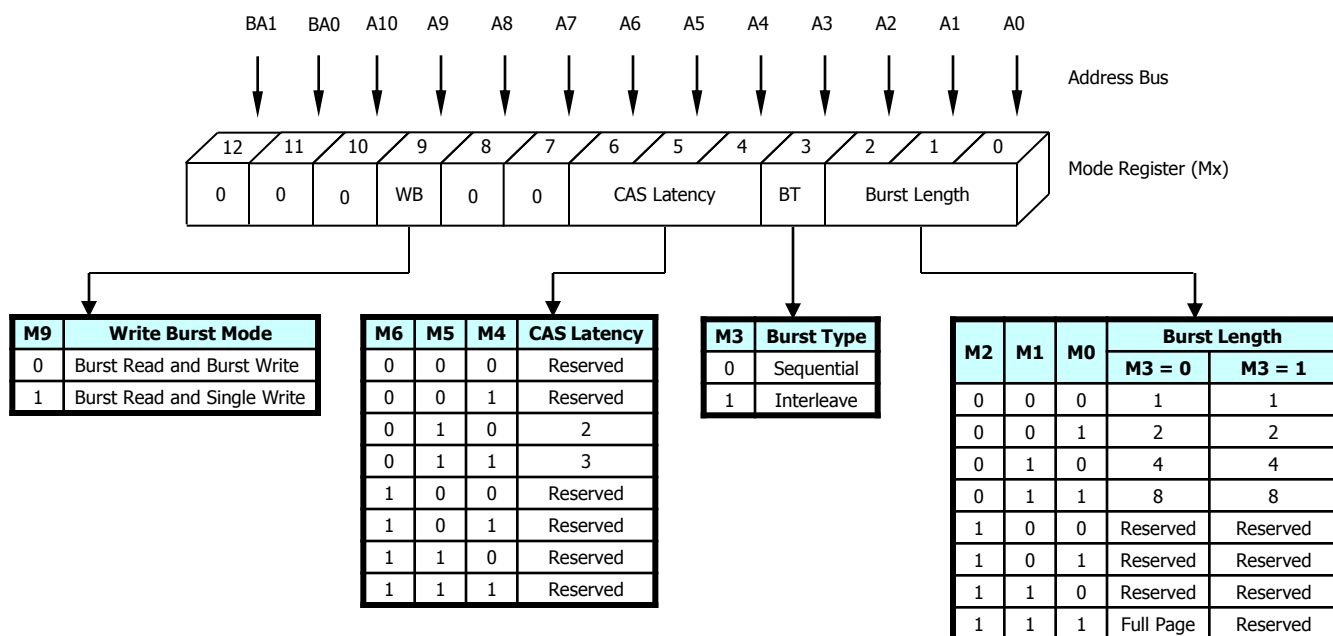 BA1 BA0 A10 A9 A8 A7 A6 A5 A4 A3 A2 A1 A0
Address Bus
12 11 10 9 8 7 6 5 4 3 2 1 0
Mode Register (Mx)
0 0 0 WB 0 0 CAS Latency BT Burst Length
M9 Write Burst Mode
0 Burst Read and Burst Write
1 Burst Read and Single Write
M6 M5 M4 CAS Latency
0 0 0 Reserved
0 0 1 Reserved
0 1 0 2
0 1 1 3
1 0 0 Reserved
1 0 1 Reserved
1 1 0 Reserved
1 1 1 Reserved
M3 Burst Type
0 Sequential
1 Interleave
M2 M1 M0 Burst Length
M3 = 0 M3 = 1
0 0 0 1 1
0 0 1 2 2
0 1 0 4 4
0 1 1 8 8
1 0 0 Reserved Reserved
1 0 1 Reserved Reserved
1 1 0 Reserved Reserved
1 1 1 Full Page Reserved